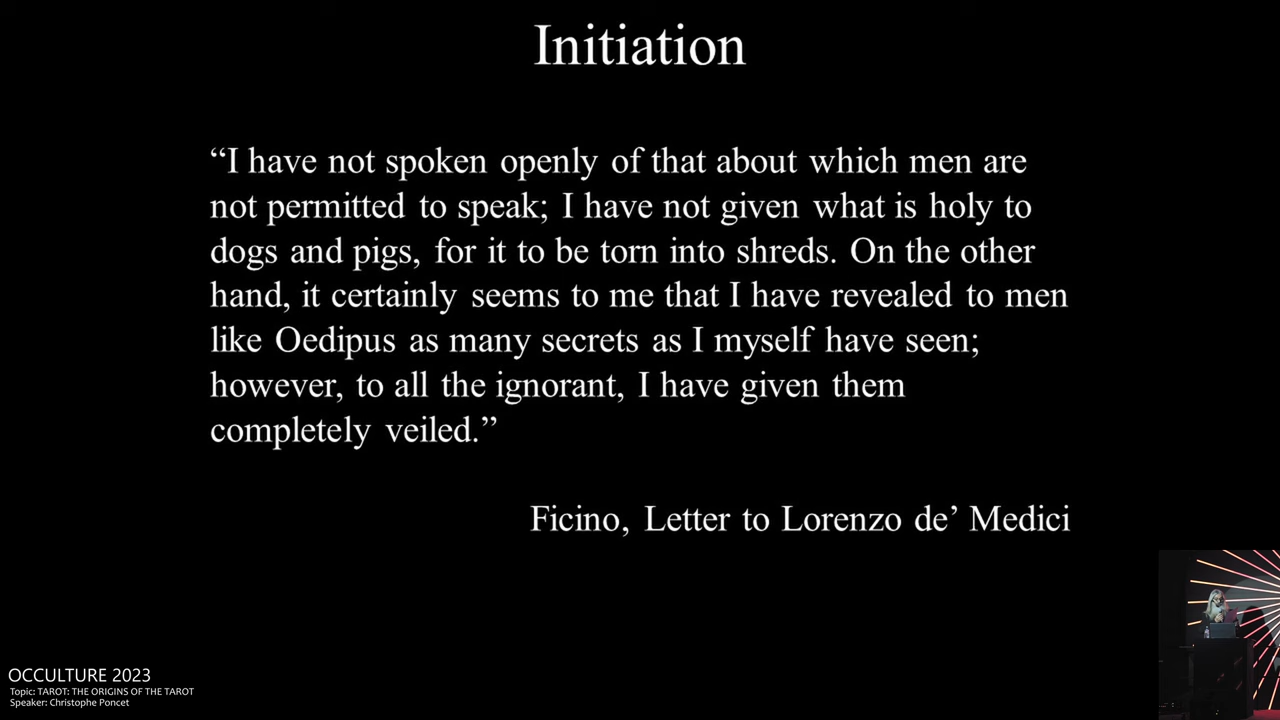 Initiation
“I have not spoken openly of that about which men are
not permitted to speak; I have not given what is holy to
dogs and pigs, for it to be torn into shreds. On the other
hand, it certainly seems to me that I have revealed to men
like Oedipus as many secrets as I myself have seen;
however, to all the ignorant, I have given them
completely veiled.”
Ficino, Letter to Lorenzo de’ Medici
OCCULTURE 2023
Topic: TAROT: THE ORIGINS OF THE TAROT
Speaker: Christophe Poncet